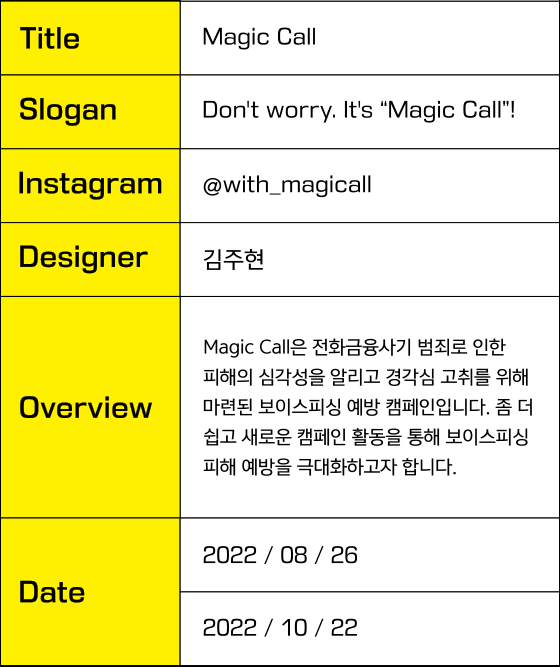 Title
Magic Call
Slogan
Don't worry. It's “Magic Call”!
Instagram
@with_magicall
Designer
김주현
Overview
Magic Call은 전화금융사기 범죄로 인한
피해의 심각성을 알리고 경각심 고취를 위해
마련된 보이스피싱 예방 캠페인입니다. 좀 더
쉽고 새로운 캠페인 활동을 통해 보이스피싱
피해 예방을 극대화하고자 합니다.
Date
2022 / 08 / 26
2022 / 10 / 22